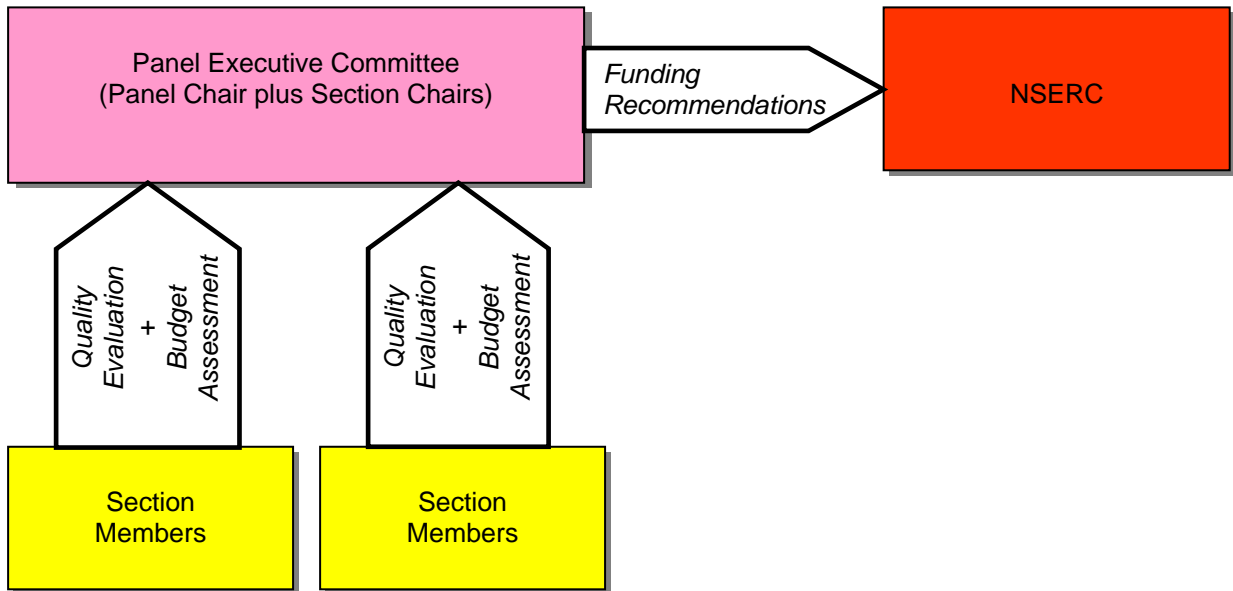 Panel Executive Committee
(Panel Chair plus Section Chairs)
Funding
Recommendations
NSERC
Quality
Evaluation
+
Budget
Assessment
Quality
Evaluation
+
Budget
Assessment
Section
Members
Section
Members